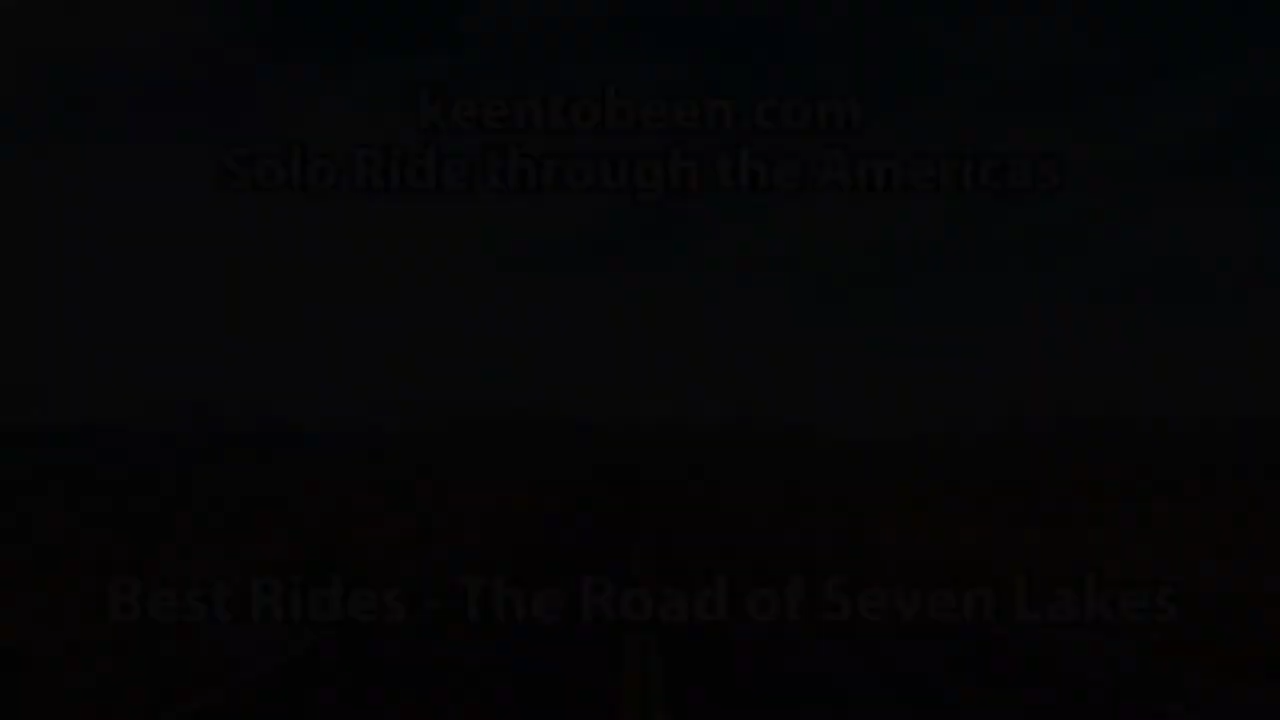 keentobeen.com
Solo Ride through the Americas
Best Rides - The Road of Seven Lakes